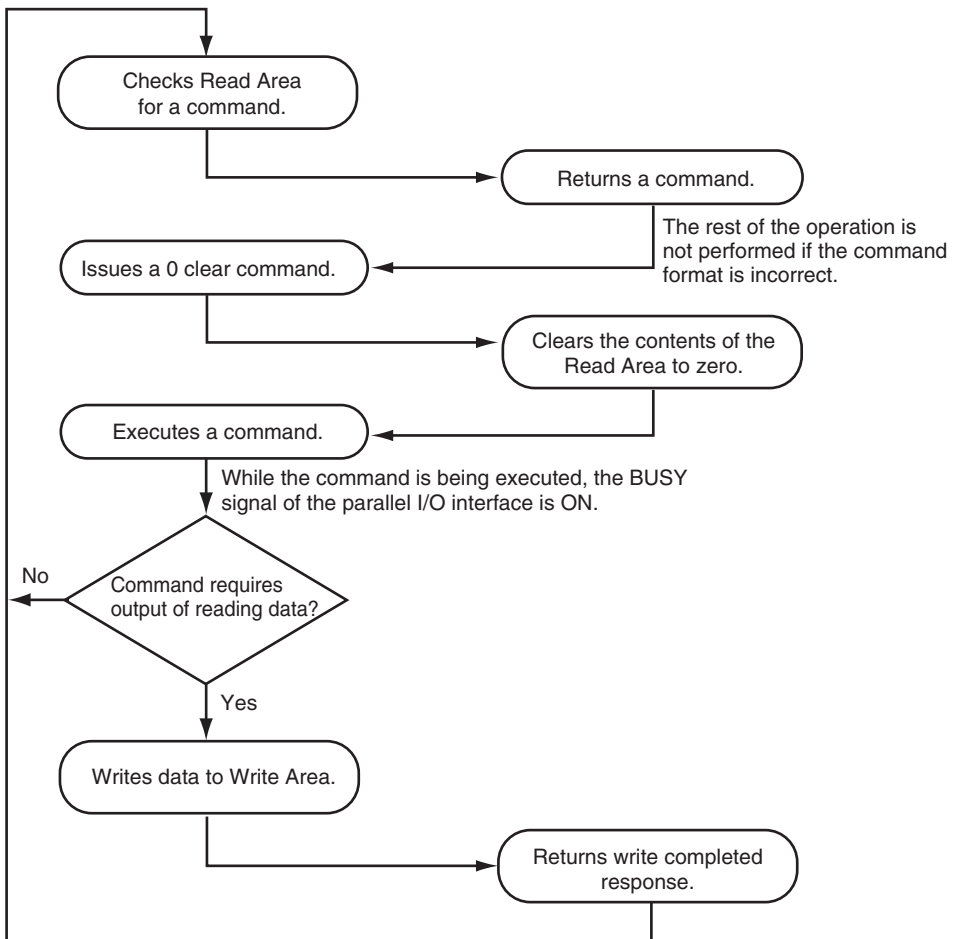 Checks Read Area
for a command.
Returns a command.
The rest of the operation is
not performed if the command
format is incorrect.
Issues a 0 clear command.
Clears the contents of the
Read Area to zero.
Executes a command.
While the command is being executed, the BUSY
signal of the parallel I/O interface is ON.
No
Command requires
output of reading data?
Yes
Writes data to Write Area.
Returns write completed
response.